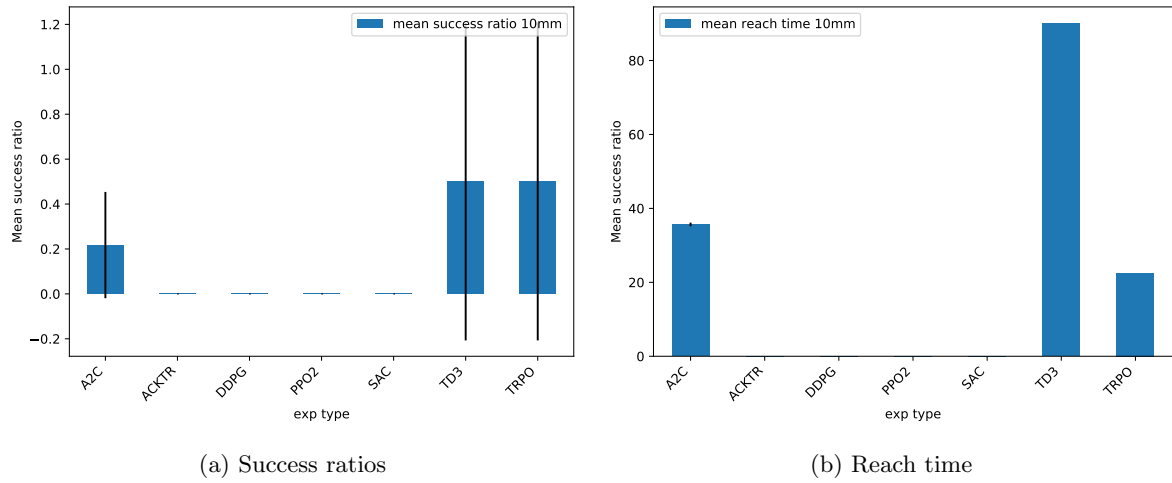 mean success ratio 10mm
Mean success ratio
1.2
1.0
0.8
0.6
0.4
0.2
0.0
−0.2
A2C
ACKTR
DDPG
PPO2
SAC
TD3
TRPO
exp type
(a) Success ratios
mean reach time 10mm
Mean success ratio
80
60
40
20
0
A2C
ACKTR
DDPG
PPO2
SAC
TD3
TRPO
exp type
(b) Reach time